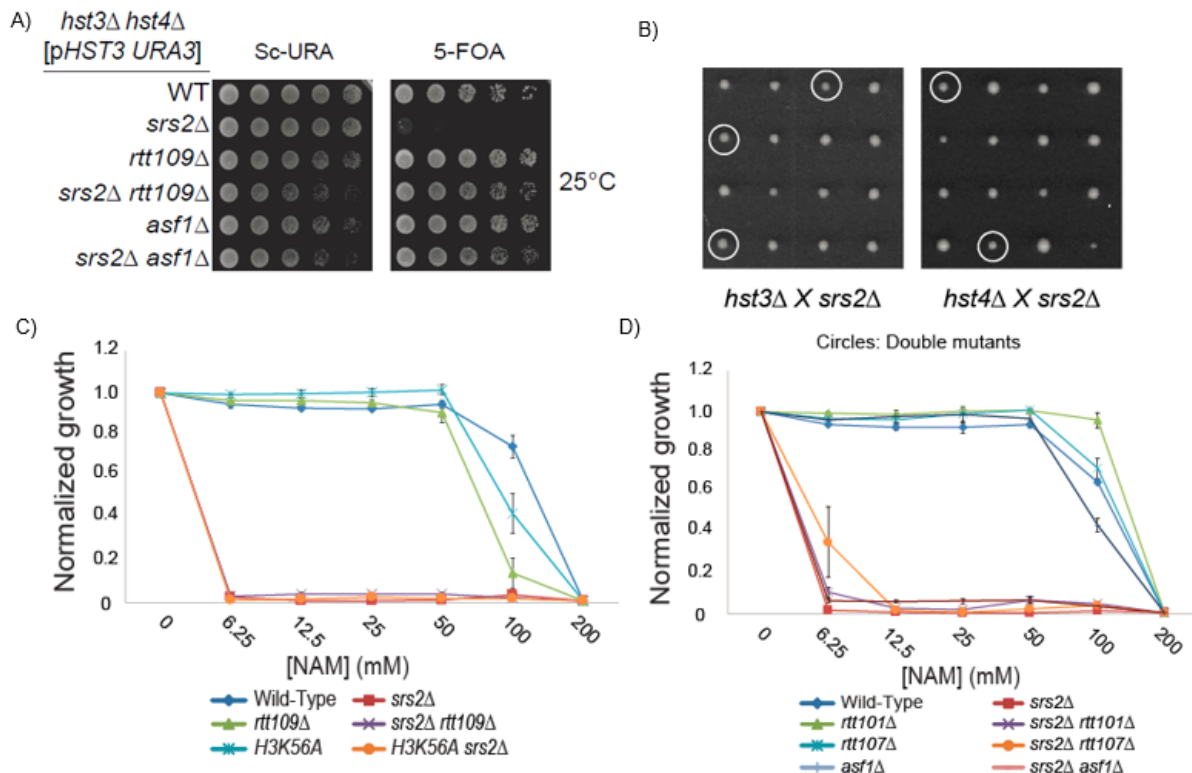 A)
hst3Δ hst4Δ
[pHST3 URA3]
Sc-URA
5-FOA
WT
srs2Δ
rtt109Δ
srs2Δ rtt109Δ
asf1Δ
srs2Δ asf1Δ
25°C
B)
hst3Δ X srs2Δ
hst4Δ X srs2Δ
Circles: Double mutants
C)
Normalized growth
1.2
1.0
0.8
0.6
0.4
0.2
0
0
6.25
12.5
25
50
100
200
[NAM] (mM)
Wild-Type
srs2Δ
rtt109Δ
srs2Δ rtt109Δ
H3K56A
H3K56A srs2Δ
D)
Normalized growth
1.2
1.0
0.8
0.6
0.4
0.2
0
0
6.25
12.5
25
50
100
200
[NAM] (mM)
Wild-Type
srs2Δ
rtt101Δ
srs2Δ rtt101Δ
rtt107Δ
srs2Δ rtt107Δ
asf1Δ
srs2Δ asf1Δ